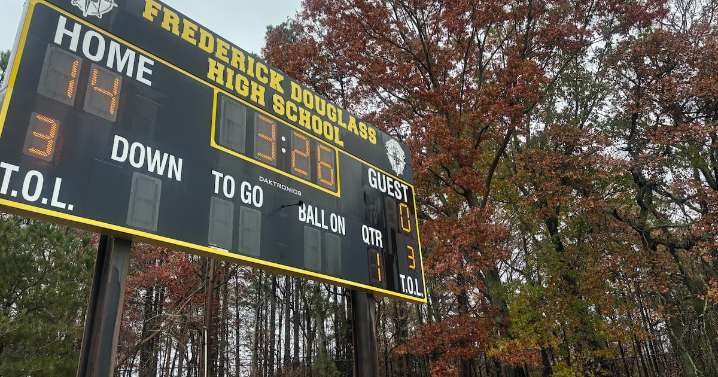 FREDERICK DOUGLASS
HIGH SCHOOL
HOME
14
3:26
GUEST
0
3
T.O.L.
DOWN
TO GO
DAKTRONICS
BALL ON
QTR
1
3
T.O.L.